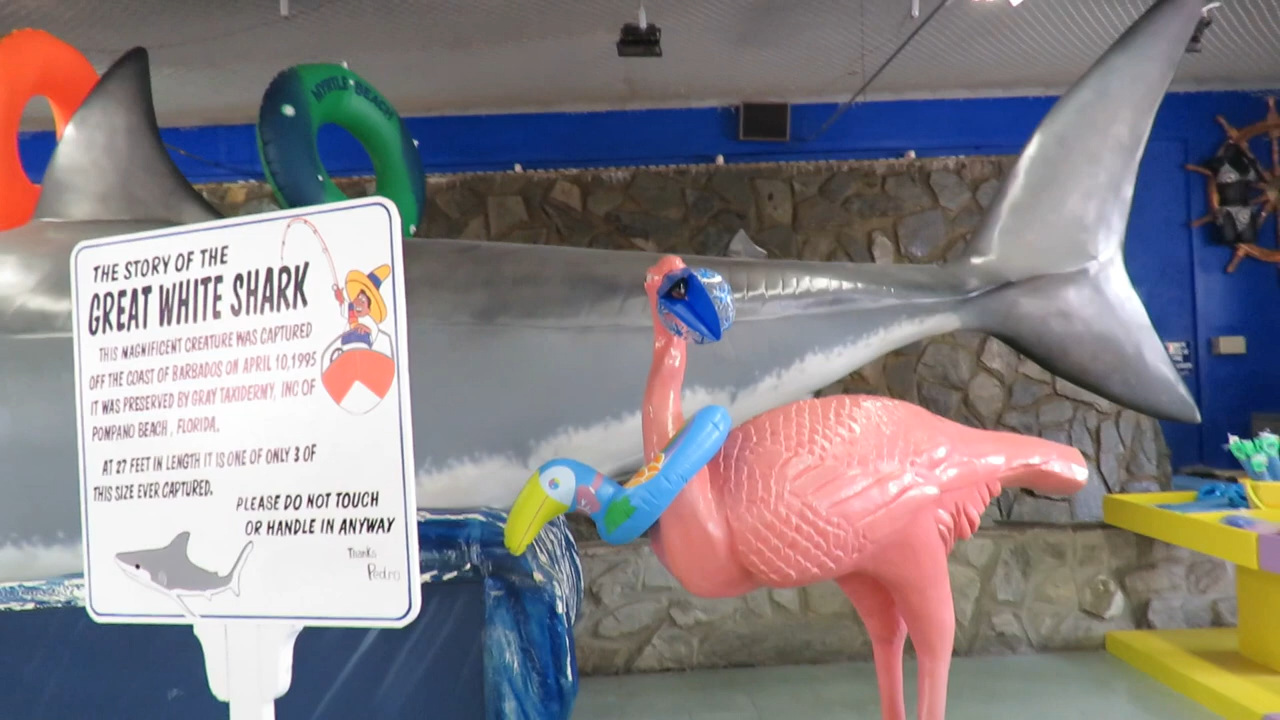 MYRTLE BEACH
THE STORY OF THE
GREAT WHITE SHARK
THIS MAGNIFICENT CREATURE WAS CAPTURED
OFF THE COAST OF BARBADOS ON APRIL 10,1995
IT WAS PRESERVED BY GRAY TAXIDERMY, INC OF
POMPANO BEACH, FLORIDA.
AT 27 FEET IN LENGTH IT IS ONE OF ONLY 3 OF
THIS SIZE EVER CAPTURED.
PLEASE DO NOT TOUCH
OR HANDLE IN ANYWAY
Thanks
Pedro